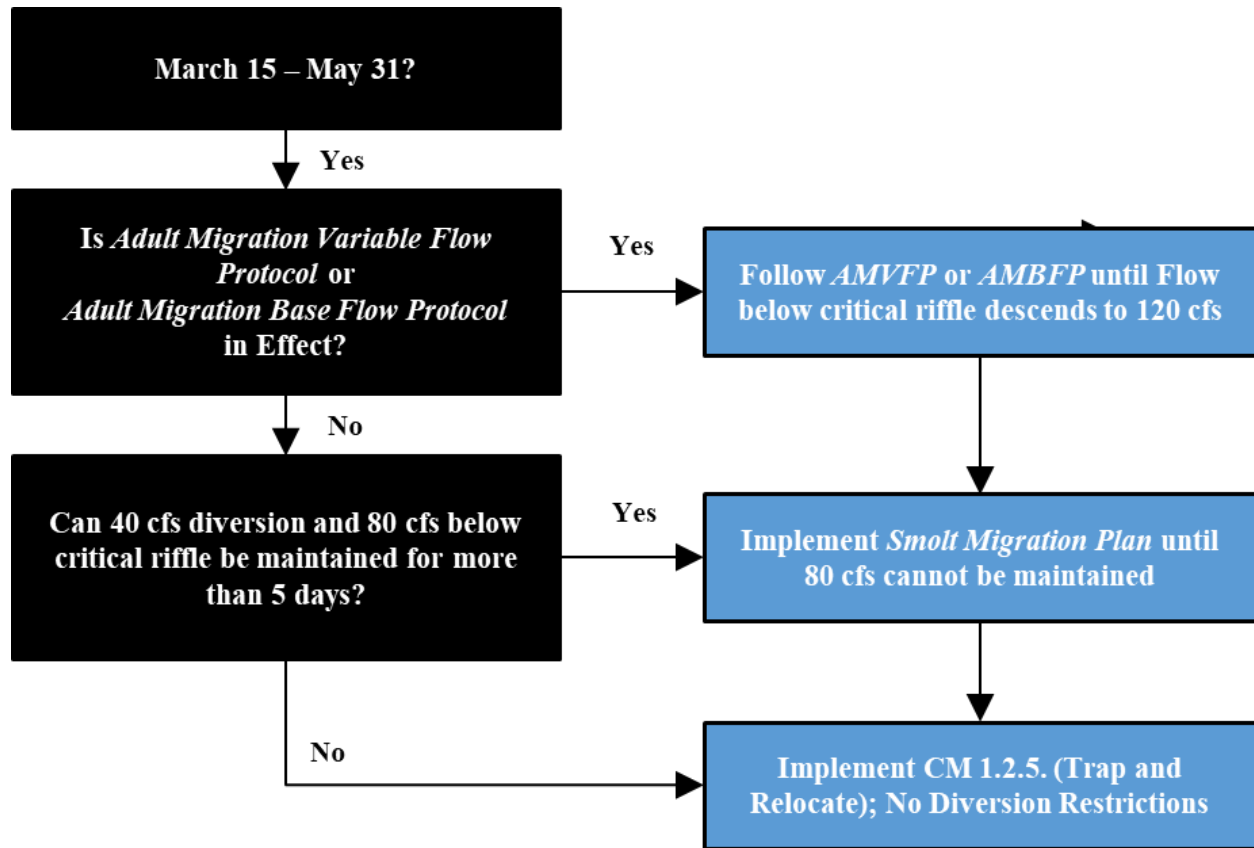 March 15 – May 31?
Yes
Is Adult Migration Variable Flow
Protocol or
Adult Migration Base Flow Protocol
in Effect?
Yes
Follow AMVFP or AMBFP until Flow
below critical riffle descends to 120 cfs
No
Can 40 cfs diversion and 80 cfs below
critical riffle be maintained for more
than 5 days?
Yes
Implement Smolt Migration Plan until
80 cfs cannot be maintained
No
Implement CM 1.2.5. (Trap and
Relocate); No Diversion Restrictions